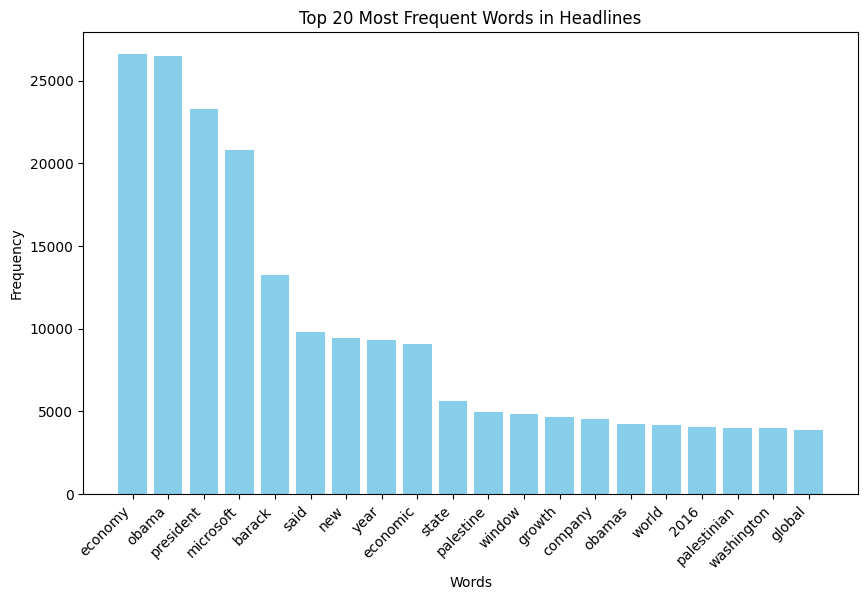 Top 20 Most Frequent Words in Headlines
25000
20000
15000
10000
5000
0
Frequency
economy
obama
president
microsoft
barack
said
new
year
economic
state
palestine
window
growth
company
obamas
world
2016
palestinian
washington
global
Words